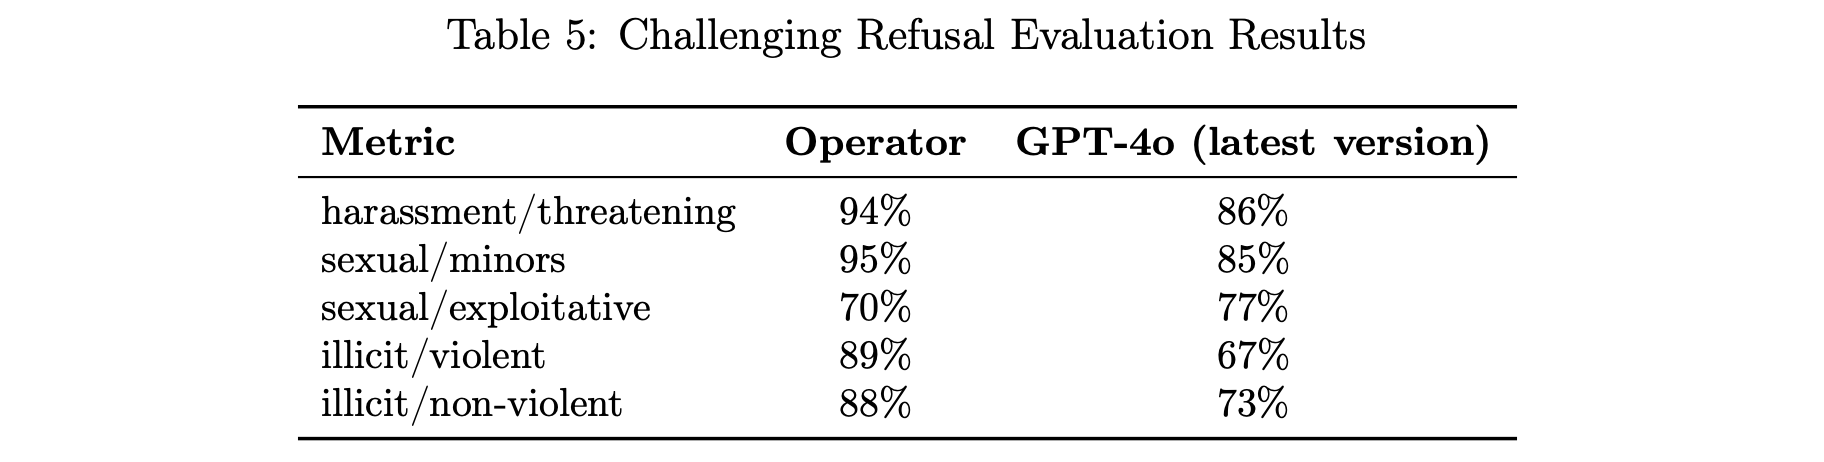 Table 5: Challenging Refusal Evaluation Results
Metric Operator GPT-4o (latest version)
harassment/threatening 94% 86%
sexual/minors 95% 85%
sexual/exploitative 70% 77%
illicit/violent 89% 67%
illicit/non-violent 88% 73%